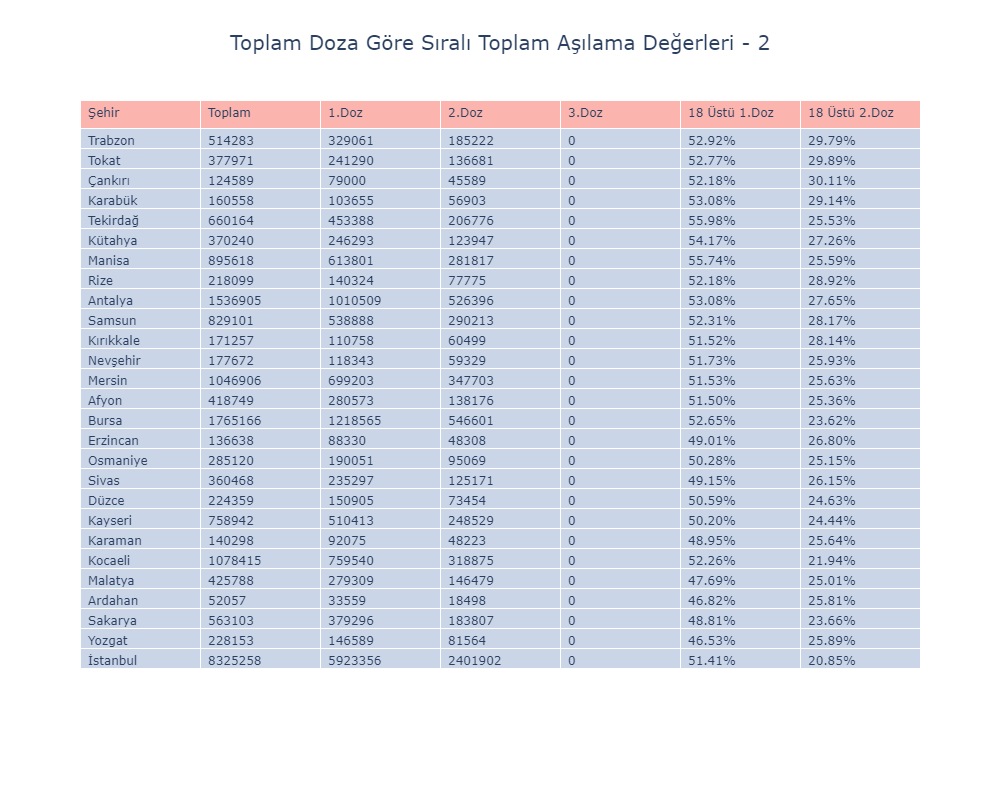 Toplam Doza Göre Sıralı Toplam Aşılama Değerleri - 2
Şehir Toplam 1.Doz 2.Doz 3.Doz 18 Üstü 1.Doz 18 Üstü 2.Doz
Trabzon 514283 329061 185222 0 52.92% 29.79%
Tokat 377971 241290 136681 0 52.77% 29.89%
Çankırı 124589 79000 45589 0 52.18% 30.11%
Karabük 160558 103655 56903 0 53.08% 29.14%
Tekirdağ 660164 453388 206776 0 55.98% 25.53%
Kütahya 370240 246293 123947 0 54.17% 27.26%
Manisa 895618 613801 281817 0 55.74% 25.59%
Rize 218099 140324 77775 0 52.18% 28.92%
Antalya 1536905 1010509 526396 0 53.08% 27.65%
Samsun 829101 538888 290213 0 52.31% 28.17%
Kırıkkale 171257 110758 60499 0 51.52% 28.14%
Nevşehir 177672 118343 59329 0 51.73% 25.93%
Mersin 1046906 699203 347703 0 51.53% 25.63%
Afyon 418749 280573 138176 0 51.50% 25.36%
Bursa 1765166 1218565 546601 0 52.65% 23.62%
Erzincan 136638 88330 48308 0 49.01% 26.80%
Osmaniye 285120 190051 95069 0 50.28% 25.15%
Sivas 360468 235297 125171 0 49.15% 26.15%
Düzce 224359 150905 73454 0 50.59% 24.63%
Kayseri 758942 510413 248529 0 50.20% 24.44%
Karaman 140298 92075 48223 0 48.95% 25.64%
Kocaeli 1078415 759540 318875 0 52.26% 21.94%
Malatya 425788 279309 146479 0 47.69% 25.01%
Ardahan 52057 33559 18498 0 46.82% 25.81%
Sakarya 563103 379296 183807 0 48.81% 23.66%
Yozgat 228153 146589 81564 0 46.53% 25.89%
İstanbul 8325258 5923356 2401902 0 51.41% 20.85%